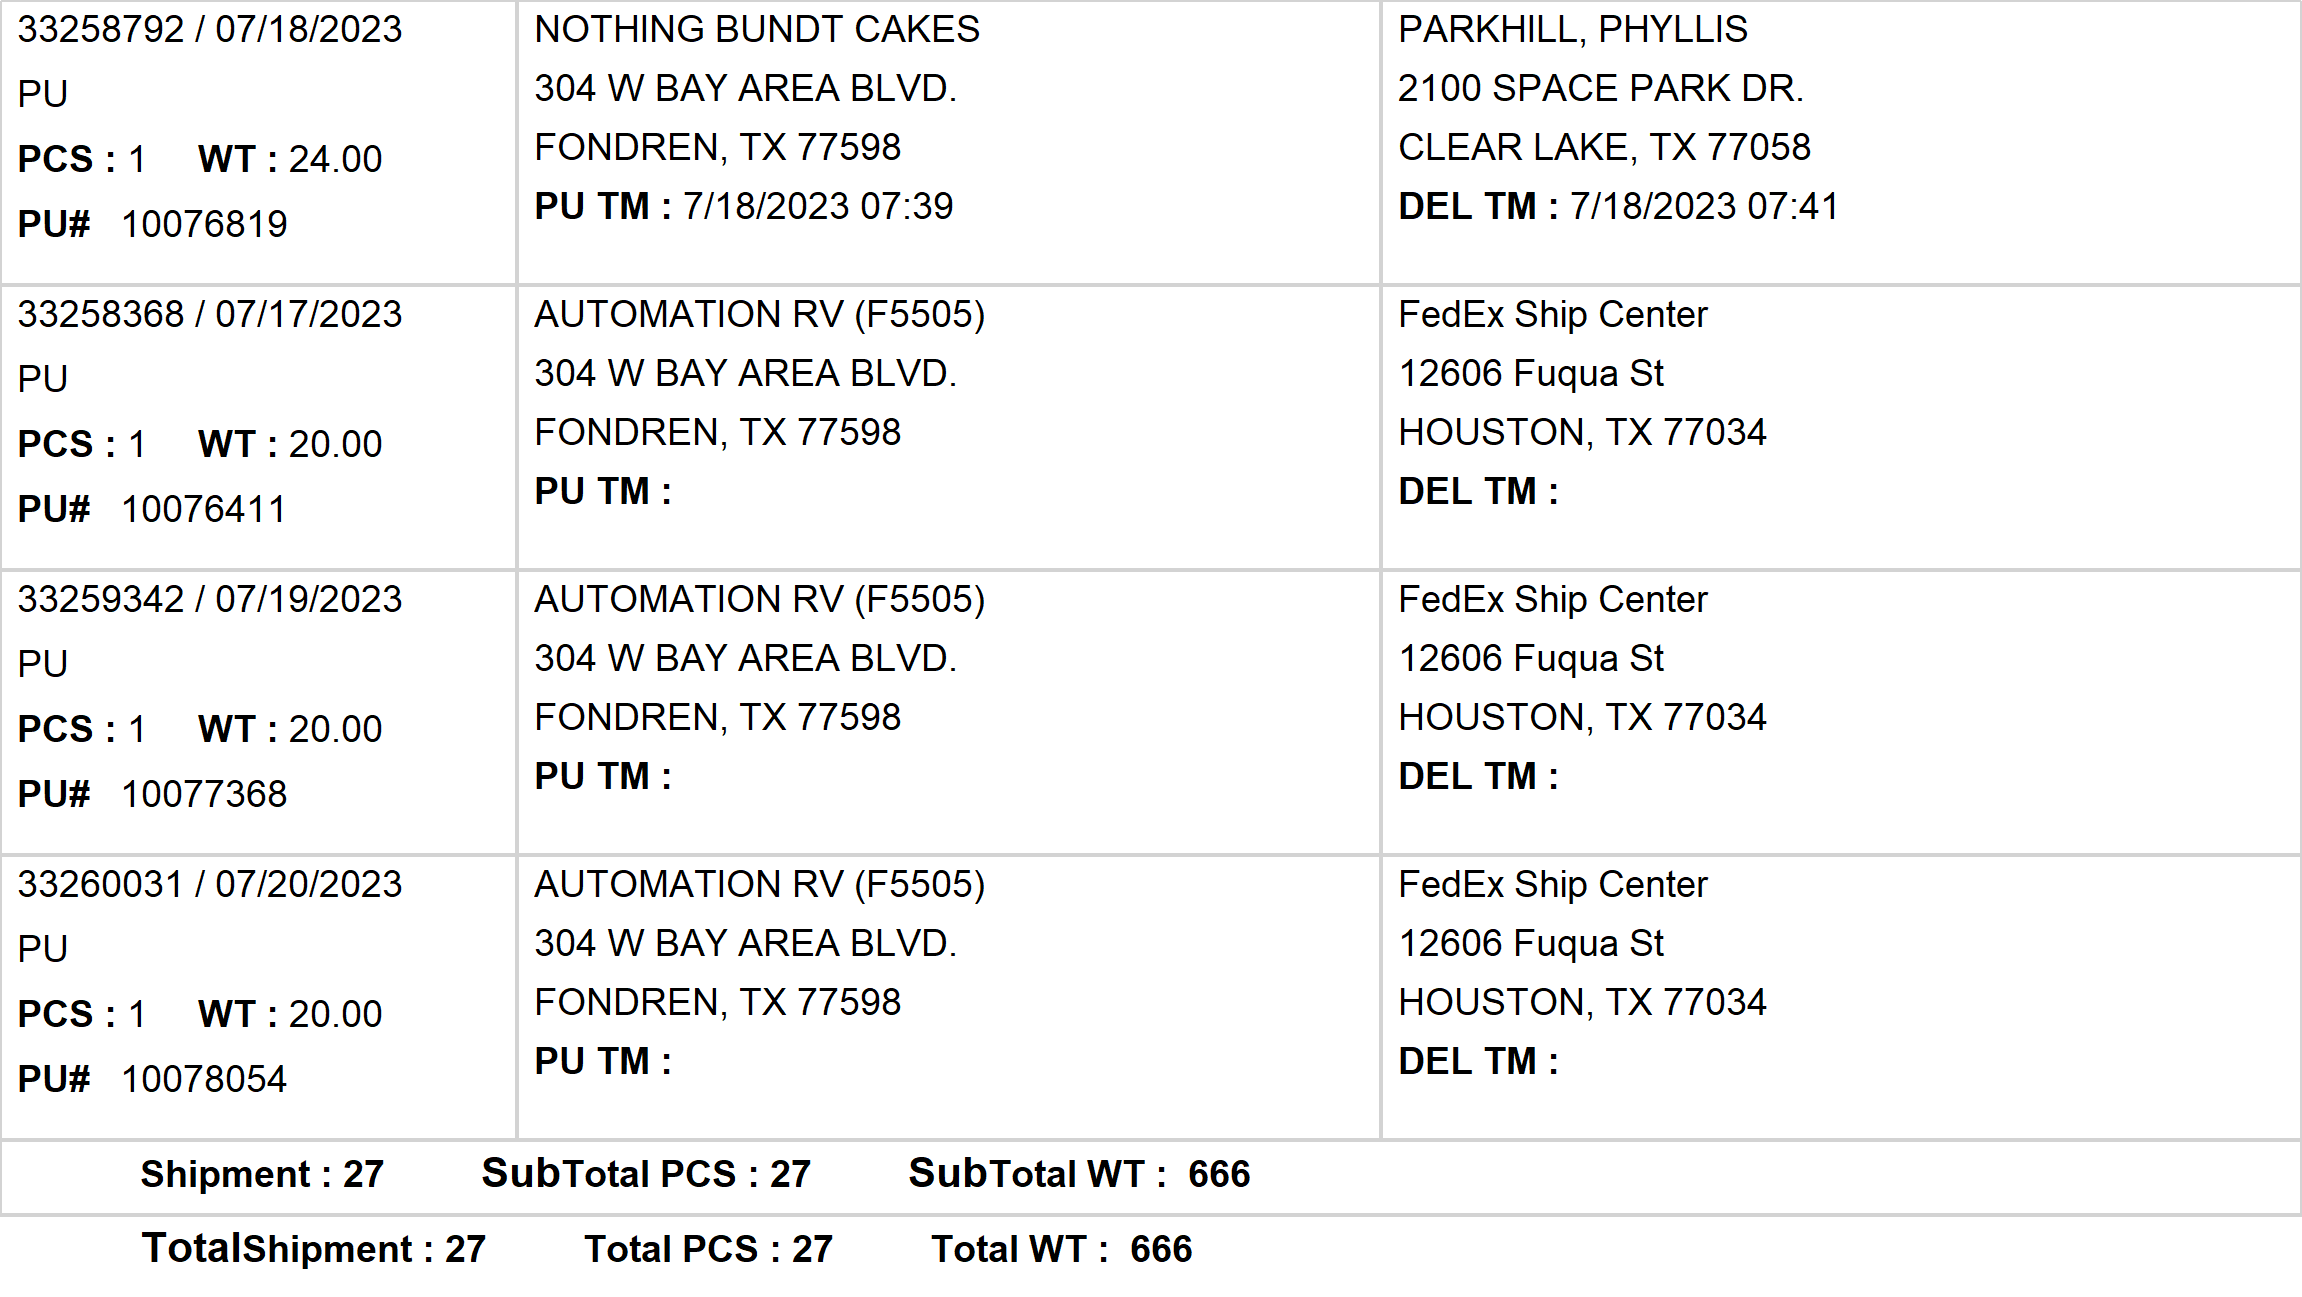 33258792 / 07/18/2023
PU
PCS : 1 WT : 24.00
PU# 10076819
NOTHING BUNDT CAKES
304 W BAY AREA BLVD.
FONDREN, TX 77598
PU TM : 7/18/2023 07:39
PARKHILL, PHYLLIS
2100 SPACE PARK DR.
CLEAR LAKE, TX 77058
DEL TM : 7/18/2023 07:41
33258368 / 07/17/2023
PU
PCS : 1 WT : 20.00
PU# 10076411
AUTOMATION RV (F5505)
304 W BAY AREA BLVD.
FONDREN, TX 77598
PU TM :
FedEx Ship Center
12606 Fuqua St
HOUSTON, TX 77034
DEL TM :
33259342 / 07/19/2023
PU
PCS : 1 WT : 20.00
PU# 10077368
AUTOMATION RV (F5505)
304 W BAY AREA BLVD.
FONDREN, TX 77598
PU TM :
FedEx Ship Center
12606 Fuqua St
HOUSTON, TX 77034
DEL TM :
33260031 / 07/20/2023
PU
PCS : 1 WT : 20.00
PU# 10078054
AUTOMATION RV (F5505)
304 W BAY AREA BLVD.
FONDREN, TX 77598
PU TM :
FedEx Ship Center
12606 Fuqua St
HOUSTON, TX 77034
DEL TM :
Shipment : 27 SubTotal PCS : 27 SubTotal WT : 666
TotalShipment : 27 Total PCS : 27 Total WT : 666